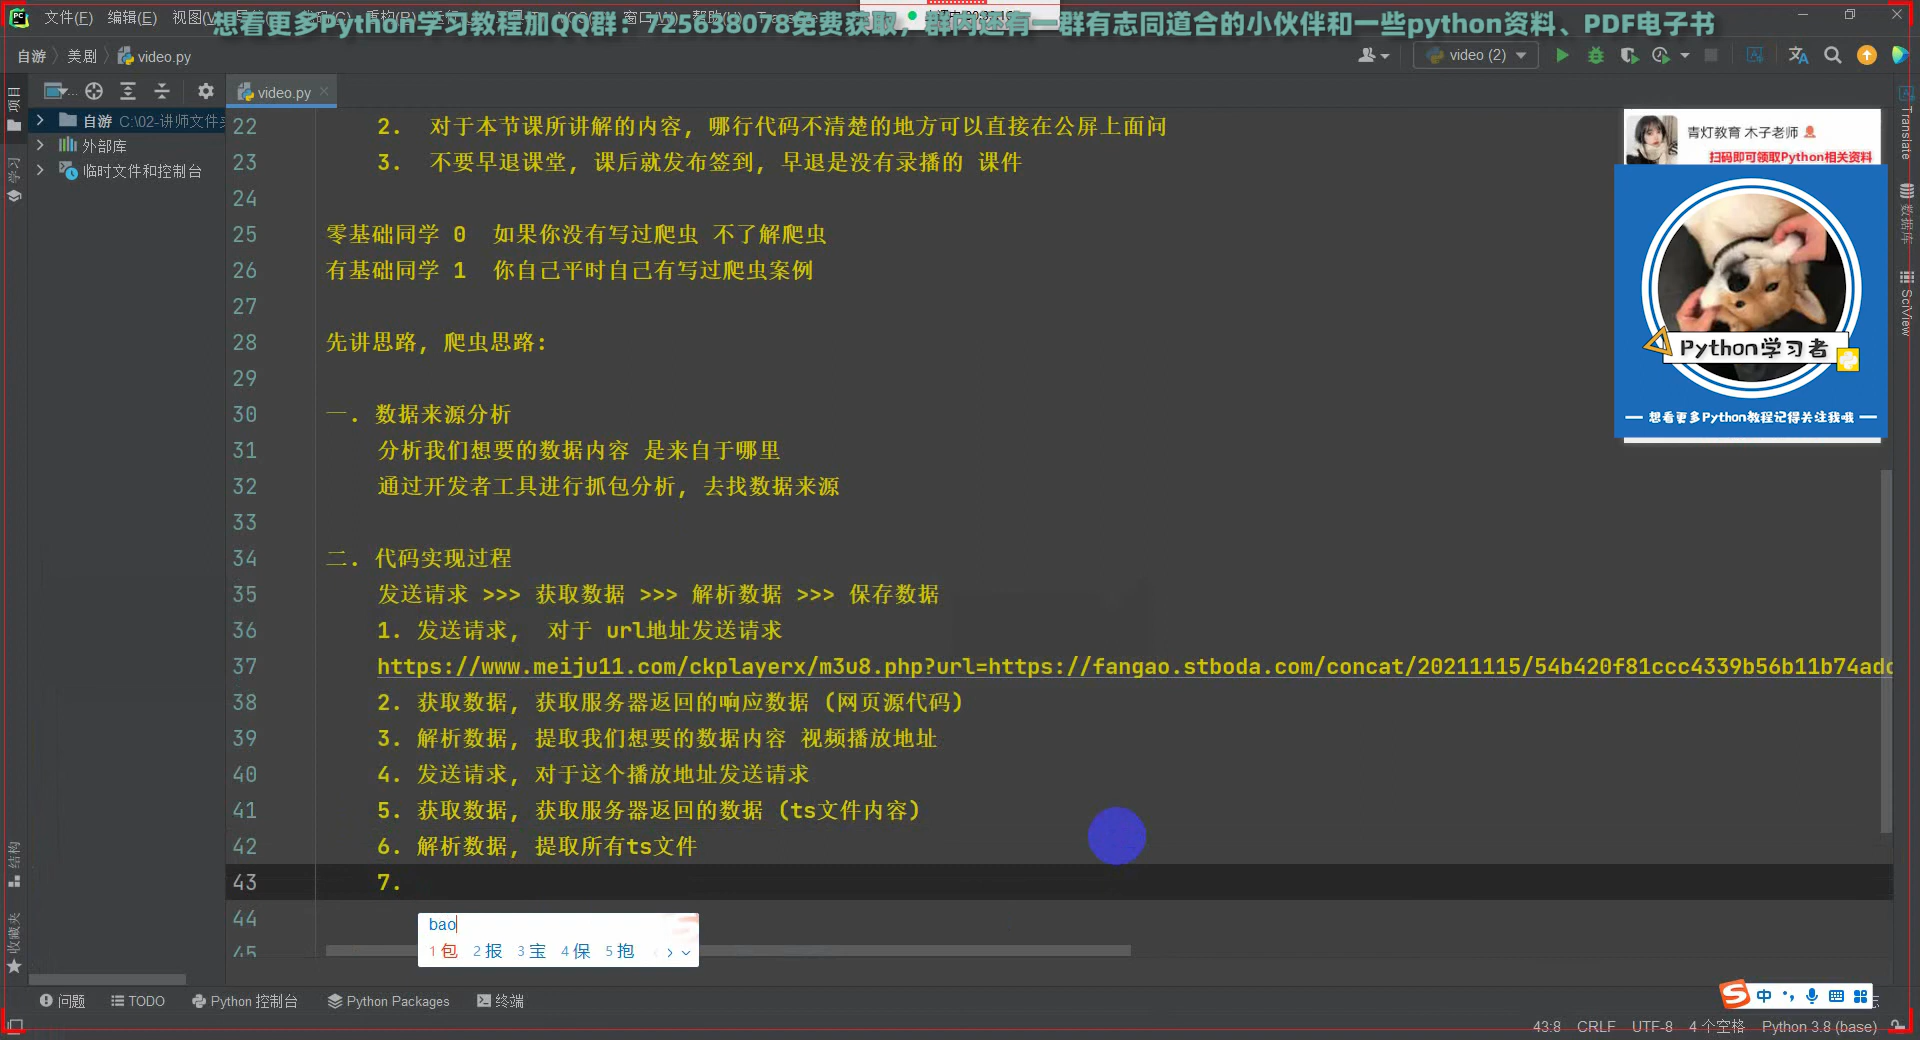 文件(F) 编辑(E) 视图(V)
想看更多Python学习教程加QQ群：725638078免费获取，群内还有一群有志同道合的小伙伴和一些python资料、PDF电子书
自游 美剧 video.py
video (2)
项目
video.py
自游 C:\02-讲师文件夹
外部库
临时文件和控制台
学习
22 2. 对于本节课所讲解的内容, 哪行代码不清楚的地方可以直接在公屏上面问
23 3. 不要早退课堂, 课后就发布签到, 早退是没有录播的 课件
24
25 零基础同学 0 如果你没有写过爬虫 不了解爬虫
26 有基础同学 1 你自己平时自己有写过爬虫案例
27
28 先讲思路, 爬虫思路:
29
30 一. 数据来源分析
31 分析我们想要的数据内容 是来自于哪里
32 通过开发者工具进行抓包分析, 去找数据来源
33
34 二. 代码实现过程
35 发送请求 >>> 获取数据 >>> 解析数据 >>> 保存数据
36 1. 发送请求, 对于 url地址发送请求
37 https://www.meiju11.com/ckplayerx/m3u8.php?url=https://fangao.stboda.com/concat/20211115/54b420f81ccc4339b56b11b74adc
38 2. 获取数据, 获取服务器返回的响应数据 (网页源代码)
39 3. 解析数据, 提取我们想要的数据内容 视频播放地址
40 4. 发送请求, 对于这个播放地址发送请求
41 5. 获取数据, 获取服务器返回的数据 (ts文件内容)
42 6. 解析数据, 提取所有ts文件
43 7.
44
45
bao
1 包 2 报 3 宝 4 保 5 抱
青灯教育 木子老师
扫码即可领取Python相关资料
Python学习者
想看更多Python教程记得关注我哦
Translate
数据库
SciView
结构
收藏夹
问题 TODO Python 控制台 Python Packages 终端
中
43:8 CRLF UTF-8 4 个空格 Python 3.8 (base)